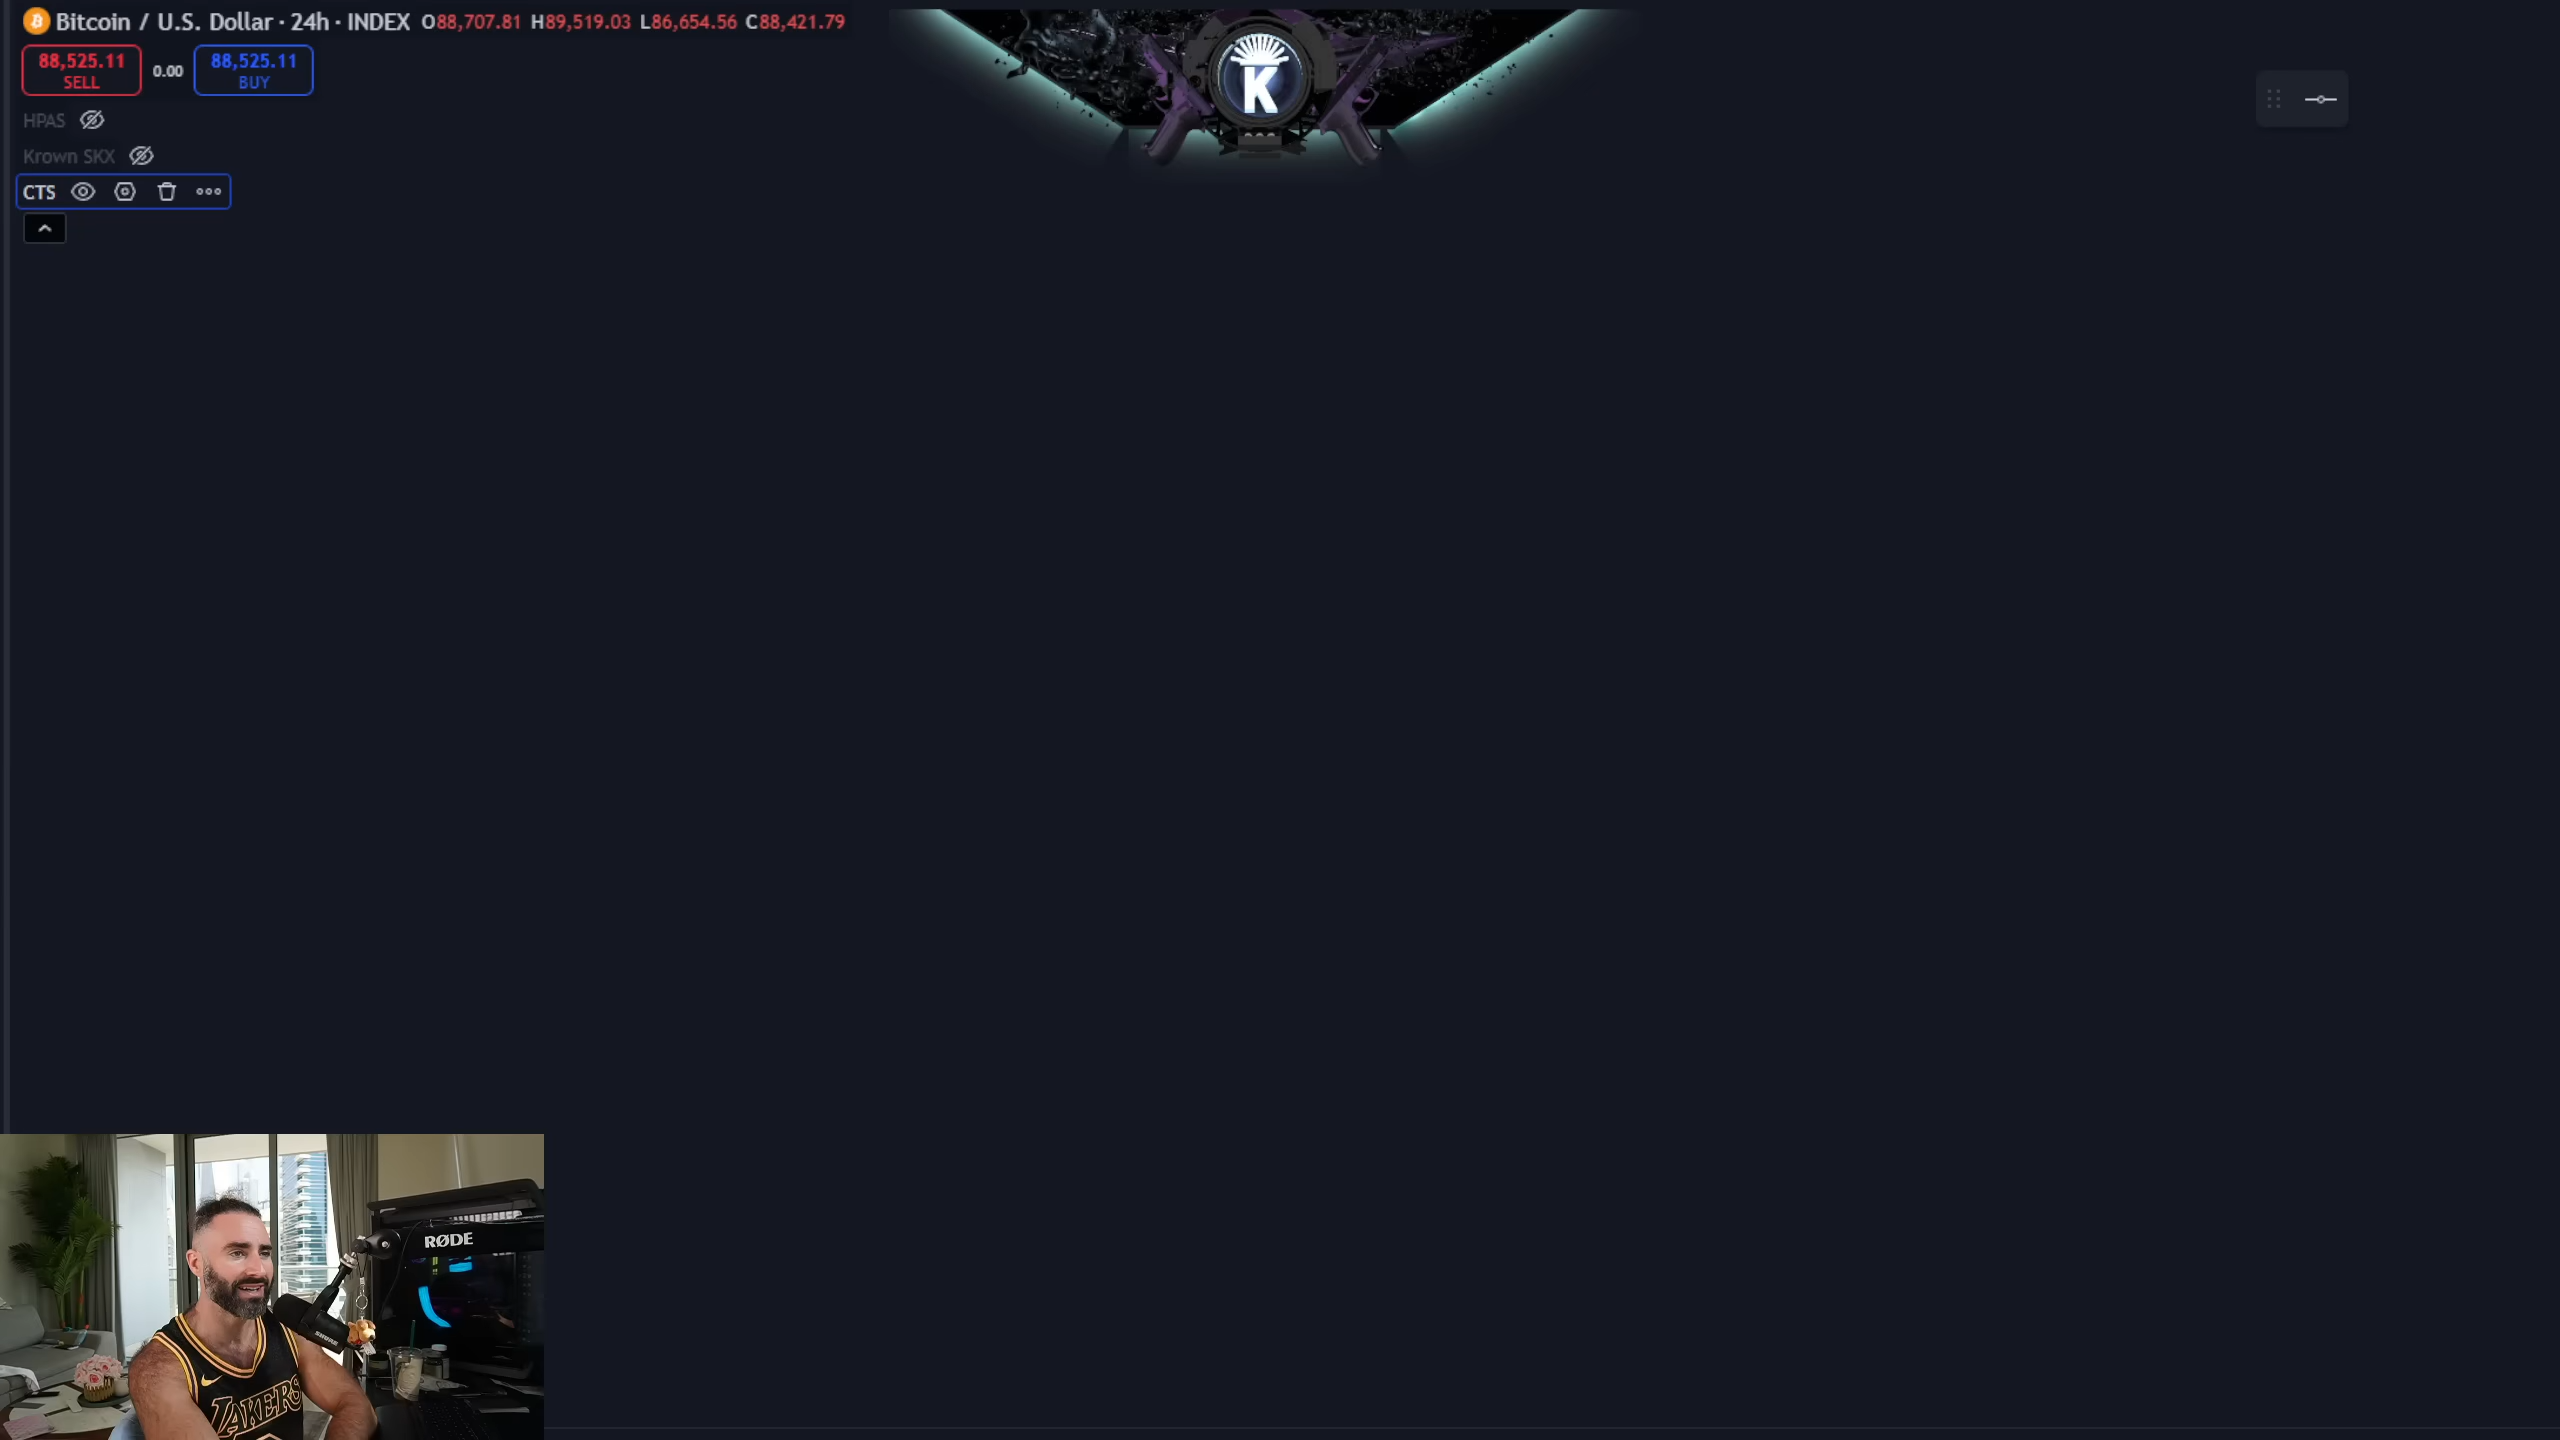 Bitcoin / U.S. Dollar · 24h · INDEX O88,707.81 H89,519.03 L86,654.56 C88,421.79
88,525.11
SELL
0.00
88,525.11
BUY
HPAS
Krown SKX
CTS
K
RØDE
SHURE
LAKERS